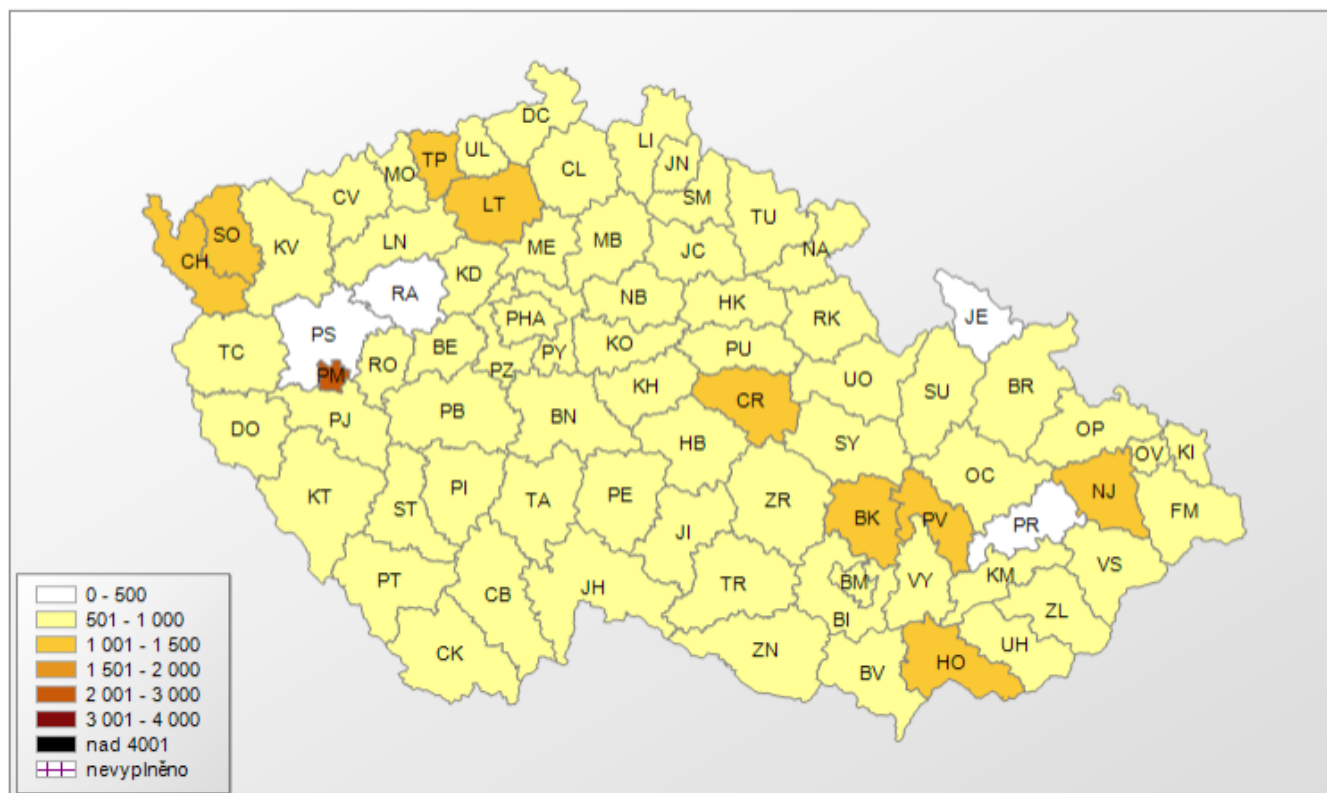 DC
LI
UL
TP
JN
MO
CL
CV
SM
LT
TU
SO
KV
LN
ME
MB
JC
NA
CH
KD
RA
NB
HK
PHA
RK
JE
PS
TC
RO
BE
PY
KO
PU
PZ
PM
UO
KH
SU
BR
CR
PB
BN
DO
PJ
OP
HB
SY
OV
KI
OC
KT
PI
TA
PE
ZR
NJ
ST
BK
PV
FM
PR
JI
VS
PT
TR
BM
VY
KM
CB
JH
ZL
BI
UH
CK
ZN
HO
BV
0 - 500
501 - 1 000
1 001 - 1 500
1 501 - 2 000
2 001 - 3 000
3 001 - 4 000
nad 4001
nevyplněno